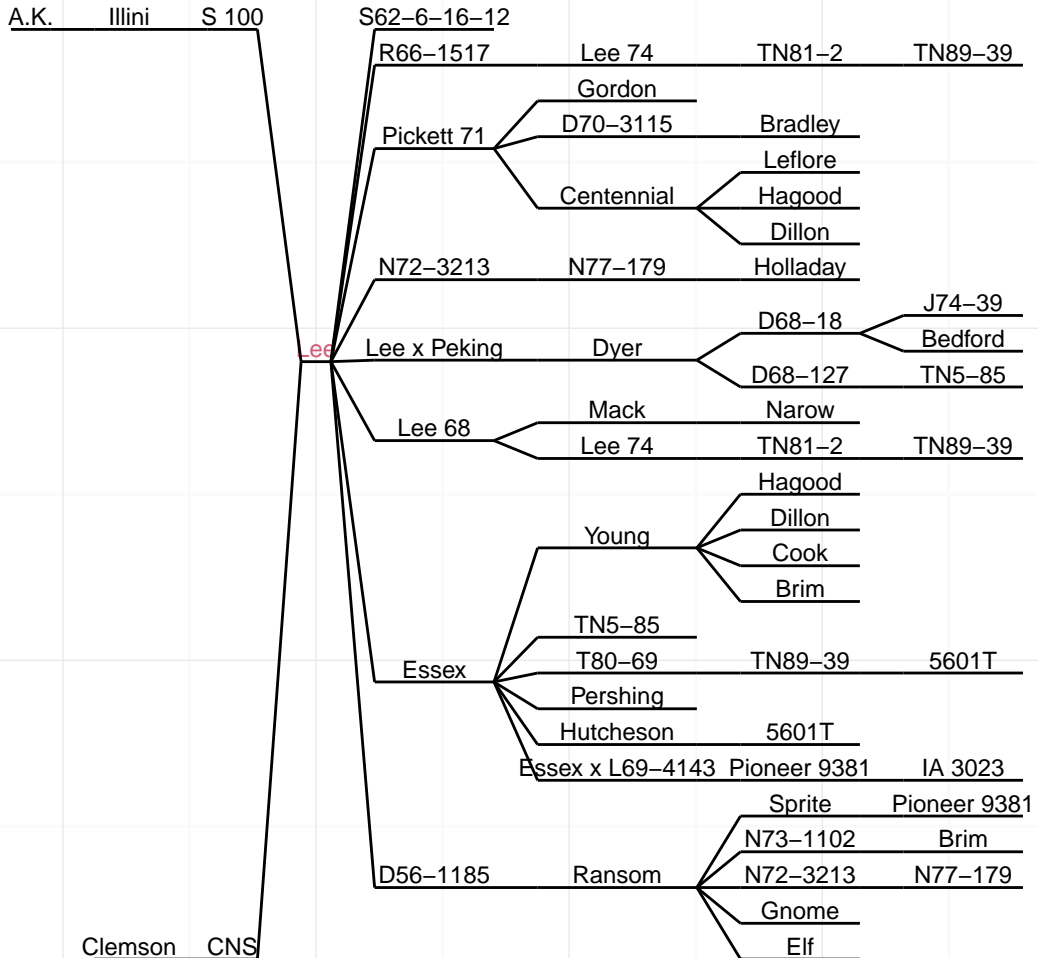 A.K. Illini S 100 S62−6−16−12
R66−1517 Lee 74 TN81−2 TN89−39
Gordon
D70−3115 Bradley
Pickett 71
Leflore
Centennial Hagood
Dillon
N72−3213 N77−179 Holladay
J74−39
D68−18
Bedford
Lee Lee x Peking Dyer
D68−127 TN5−85
Mack Narow
Lee 68
Lee 74 TN81−2 TN89−39
Hagood
Dillon
Young
Cook
Brim
TN5−85
T80−69 TN89−39 5601T
Essex
Pershing
Hutcheson 5601T
Essex x L69−4143 Pioneer 9381 IA 3023
Sprite Pioneer 9381
N73−1102 Brim
D56−1185 Ransom N72−3213 N77−179
Gnome
Clemson CNS Elf